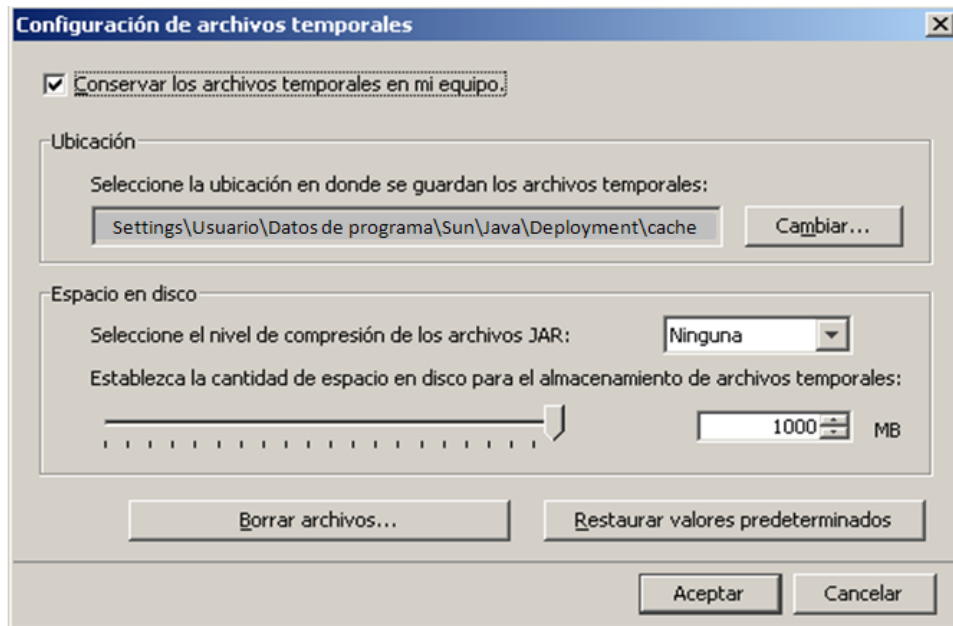 Configuración de archivos temporales
Conservar los archivos temporales en mi equipo.
Ubicación
Seleccione la ubicación en donde se guardan los archivos temporales:
Settings\Usuario\Datos de programa\Sun\Java\Deployment\cache
Cambiar...
Espacio en disco
Seleccione el nivel de compresión de los archivos JAR:
Ninguna
Establezca la cantidad de espacio en disco para el almacenamiento de archivos temporales:
1000 MB
Borrar archivos...
Restaurar valores predeterminados
Aceptar
Cancelar